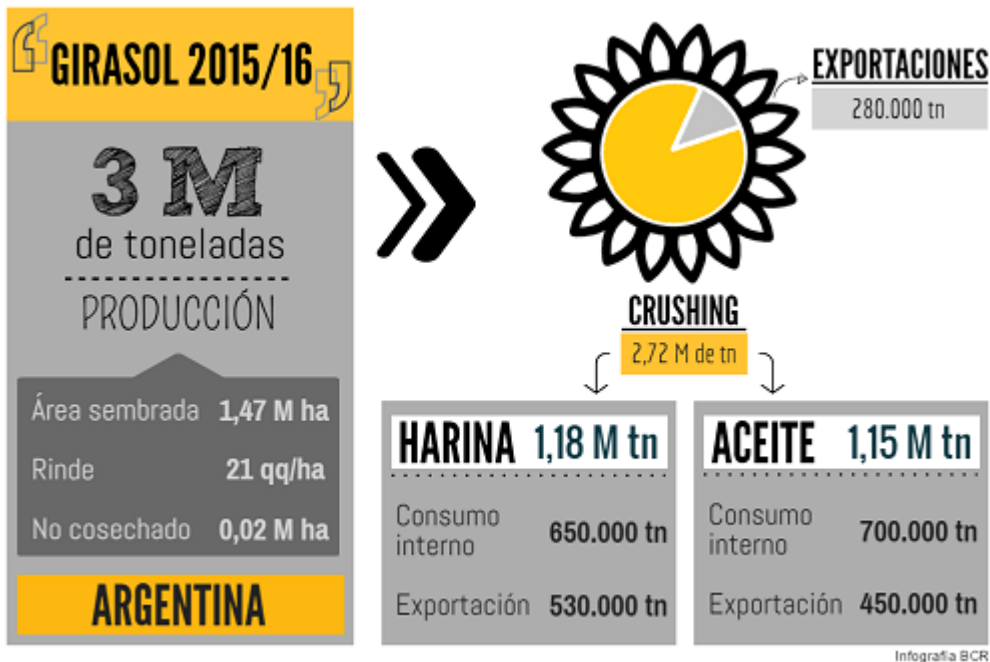 GIRASOL 2015/16
3 M
de toneladas
PRODUCCIÓN
Área sembrada 1,47 M ha
Rinde 21 qq/ha
No cosechado 0,02 M ha
ARGENTINA
EXPORTACIONES
280.000 tn
CRUSHING
2,72 M de tn
HARINA 1,18 M tn
Consumo
interno 650.000 tn
Exportación 530.000 tn
ACEITE 1,15 M tn
Consumo
interno 700.000 tn
Exportación 450.000 tn
Infografía BCR